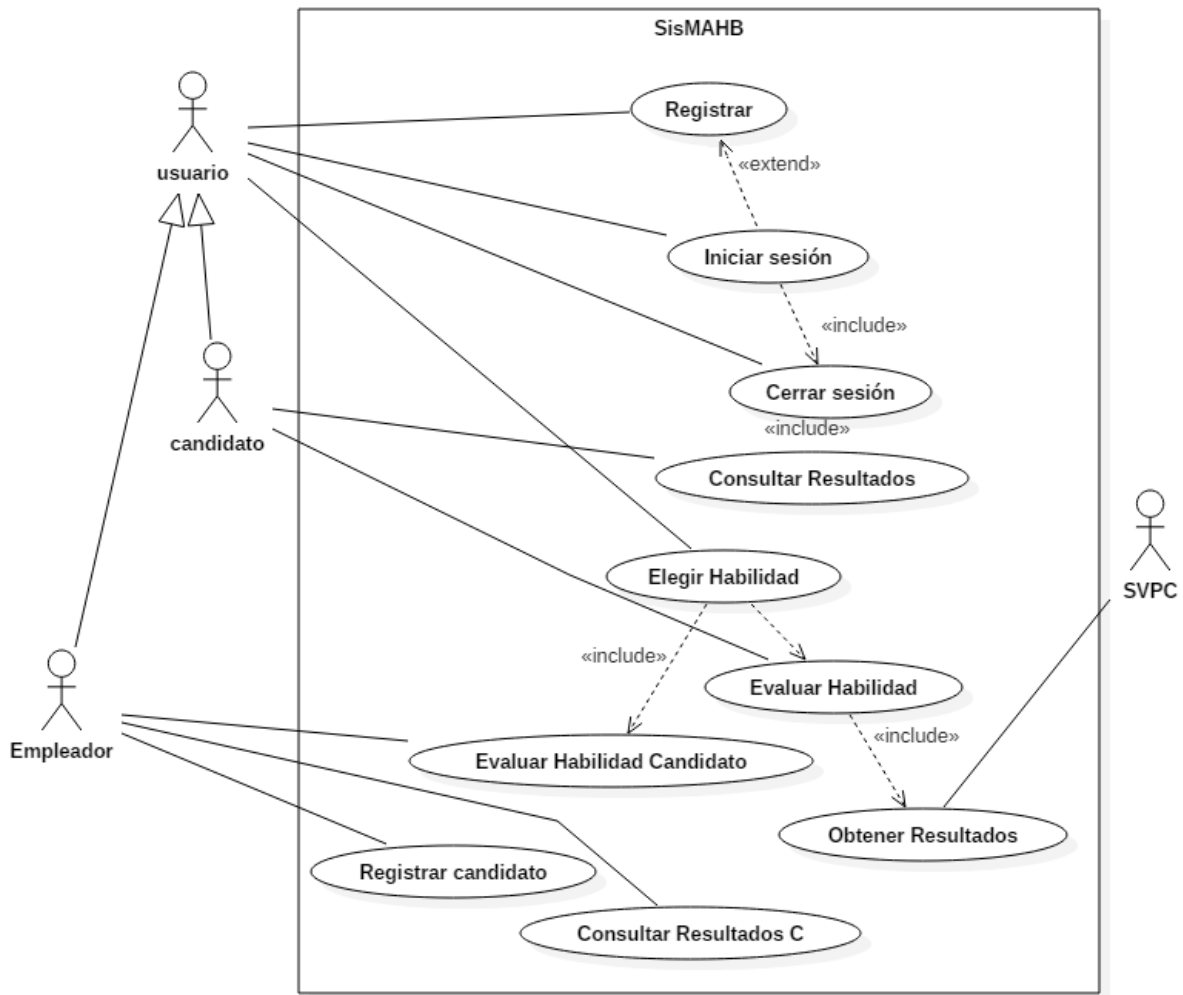 SisMAHB
Registrar
«extend»
usuario
Iniciar sesión
«include»
Cerrar sesión
«include»
candidato
Consultar Resultados
Elegir Habilidad
SVPC
«include»
Evaluar Habilidad
«include»
Empleador
Evaluar Habilidad Candidato
Obtener Resultados
Registrar candidato
Consultar Resultados C